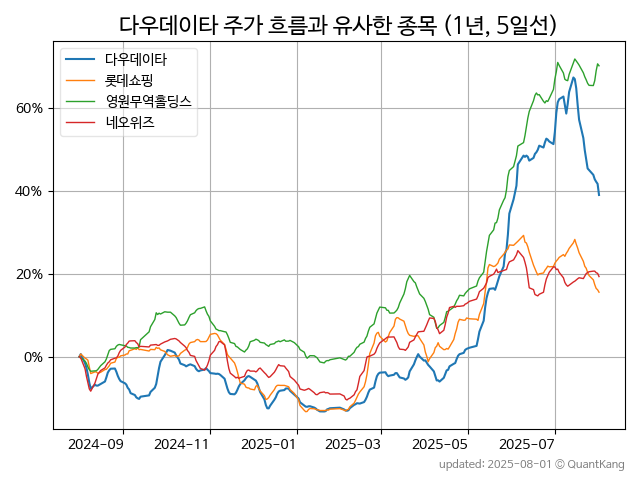 다우데이타 주가 흐름과 유사한 종목 (1년, 5일선)
다우데이타
롯데쇼핑
영원무역홀딩스
네오위즈
60%
40%
20%
0%
2024-09 2024-11 2025-01 2025-03 2025-05 2025-07
updated: 2025-08-01 © QuantKang